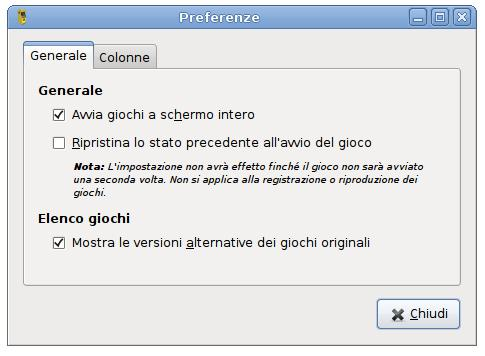 Preferenze
Generale
Colonne
Generale
Avvia giochi a schermo intero
Ripristina lo stato precedente all'avvio del gioco
Nota: L'impostazione non avrà effetto finché il gioco non sarà avviato
una seconda volta. Non si applica alla registrazione o riproduzione dei
giochi.
Elenco giochi
Mostra le versioni alternative dei giochi originali
Chiudi